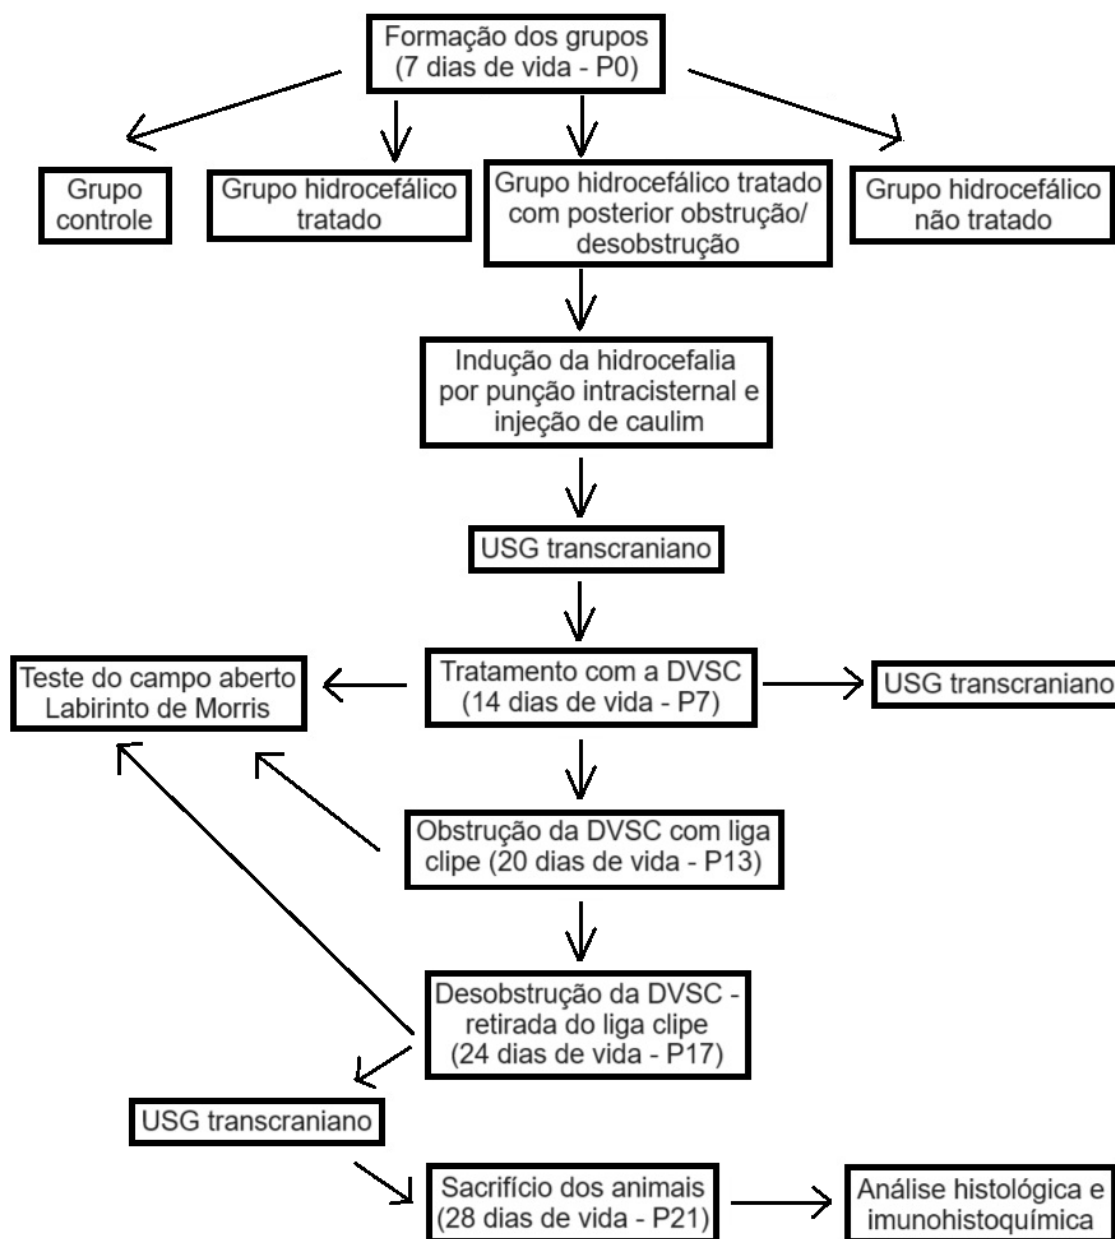 Formação dos grupos
(7 dias de vida - P0)
Grupo
controle
Grupo hidrocefálico
tratado
Grupo hidrocefálico tratado
com posterior obstrução/
desobstrução
Grupo hidrocefálico
não tratado
Indução da hidrocefalia
por punção intracisternal e
injeção de caulim
USG transcraniano
Teste do campo aberto
Labirinto de Morris
Tratamento com a DVSC
(14 dias de vida - P7)
USG transcraniano
Obstrução da DVSC com liga
clipe (20 dias de vida - P13)
Desobstrução da DVSC -
retirada do liga clipe
(24 dias de vida - P17)
USG transcraniano
Sacrifício dos animais
(28 dias de vida - P21)
Análise histológica e
imunohistoquímica